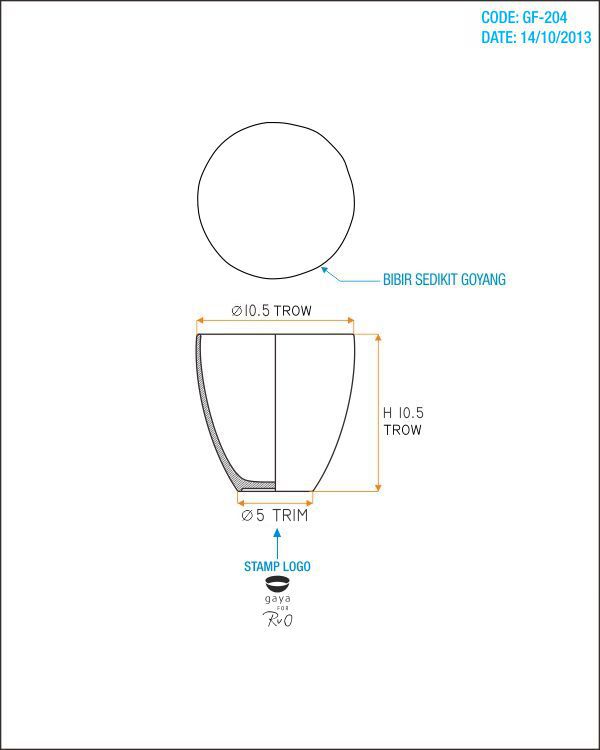 CODE: GF-204
DATE: 14/10/2013
BIBIR SEDIKIT GOYANG
∅10.5 TROW
H 10.5
TROW
∅5 TRIM
STAMP LOGO
gaya
FOR
RvO